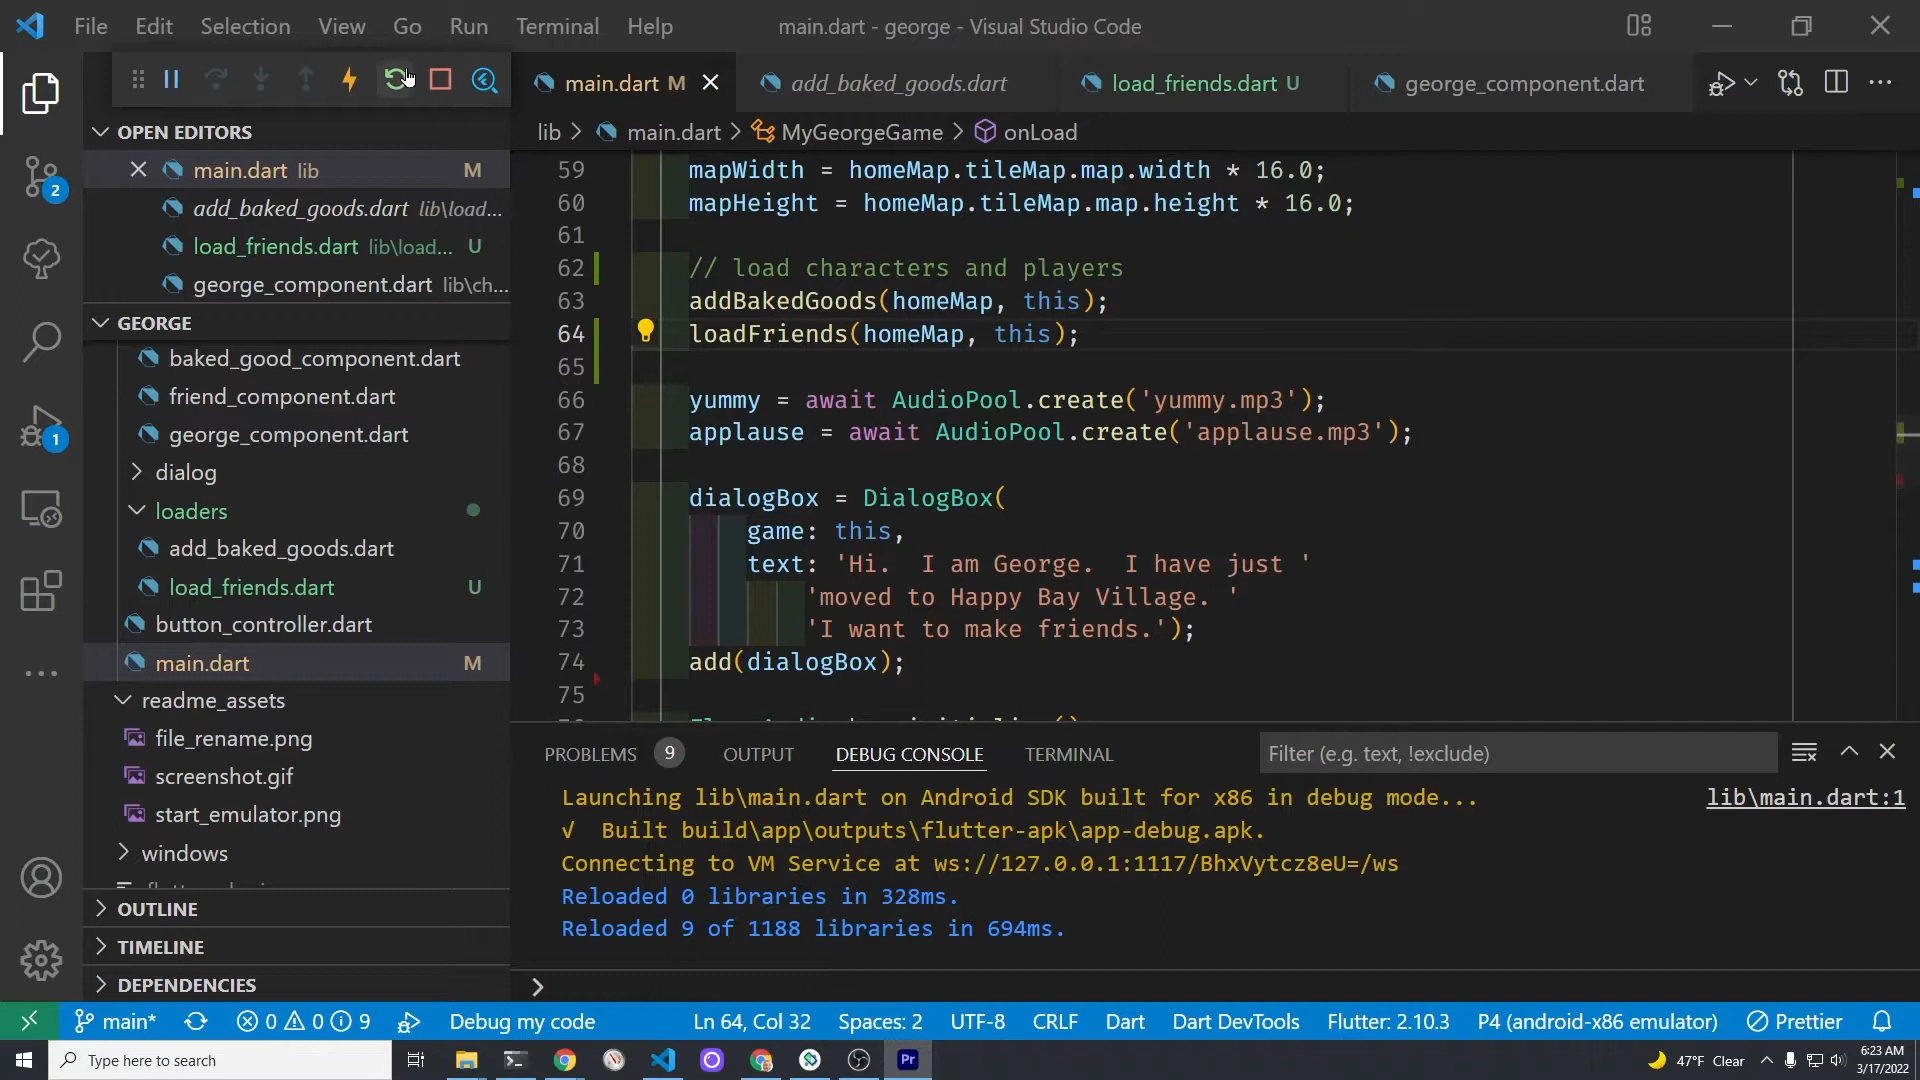 File Edit Selection View Go Run Terminal Help
main.dart - george - Visual Studio Code
main.dart M
add_baked_goods.dart
load_friends.dart U
george_component.dart
OPEN EDITORS
main.dart lib M
add_baked_goods.dart lib\load...
load_friends.dart lib\load... U
george_component.dart lib\ch...
GEORGE
baked_good_component.dart
friend_component.dart
george_component.dart
dialog
loaders
add_baked_goods.dart
load_friends.dart U
button_controller.dart
main.dart M
readme_assets
file_rename.png
screenshot.gif
start_emulator.png
windows
OUTLINE
TIMELINE
DEPENDENCIES
2
1
lib > main.dart > MyGeorgeGame > onLoad
59 mapWidth = homeMap.tileMap.map.width * 16.0;
60 mapHeight = homeMap.tileMap.map.height * 16.0;
61
62 // load characters and players
63 addBakedGoods(homeMap, this);
64 loadFriends(homeMap, this);
65
66 yummy = await AudioPool.create('yummy.mp3');
67 applause = await AudioPool.create('applause.mp3');
68
69 dialogBox = DialogBox(
70 game: this,
71 text: 'Hi.  I am George.  I have just '
72 'moved to Happy Bay Village. '
73 'I want to make friends.');
74 add(dialogBox);
75
PROBLEMS 9 OUTPUT DEBUG CONSOLE TERMINAL
Filter (e.g. text, !exclude)
Launching lib\main.dart on Android SDK built for x86 in debug mode... lib\main.dart:1
√  Built build\app\outputs\flutter-apk\app-debug.apk.
Connecting to VM Service at ws://127.0.0.1:1117/BhxVytcz8eU=/ws
Reloaded 0 libraries in 328ms.
Reloaded 9 of 1188 libraries in 694ms.
main* 0 0 9 Debug my code Ln 64, Col 32 Spaces: 2 UTF-8 CRLF Dart Dart DevTools Flutter: 2.10.3 P4 (android-x86 emulator) Prettier
Type here to search
Pr
47°F Clear
6:23 AM
3/17/2022